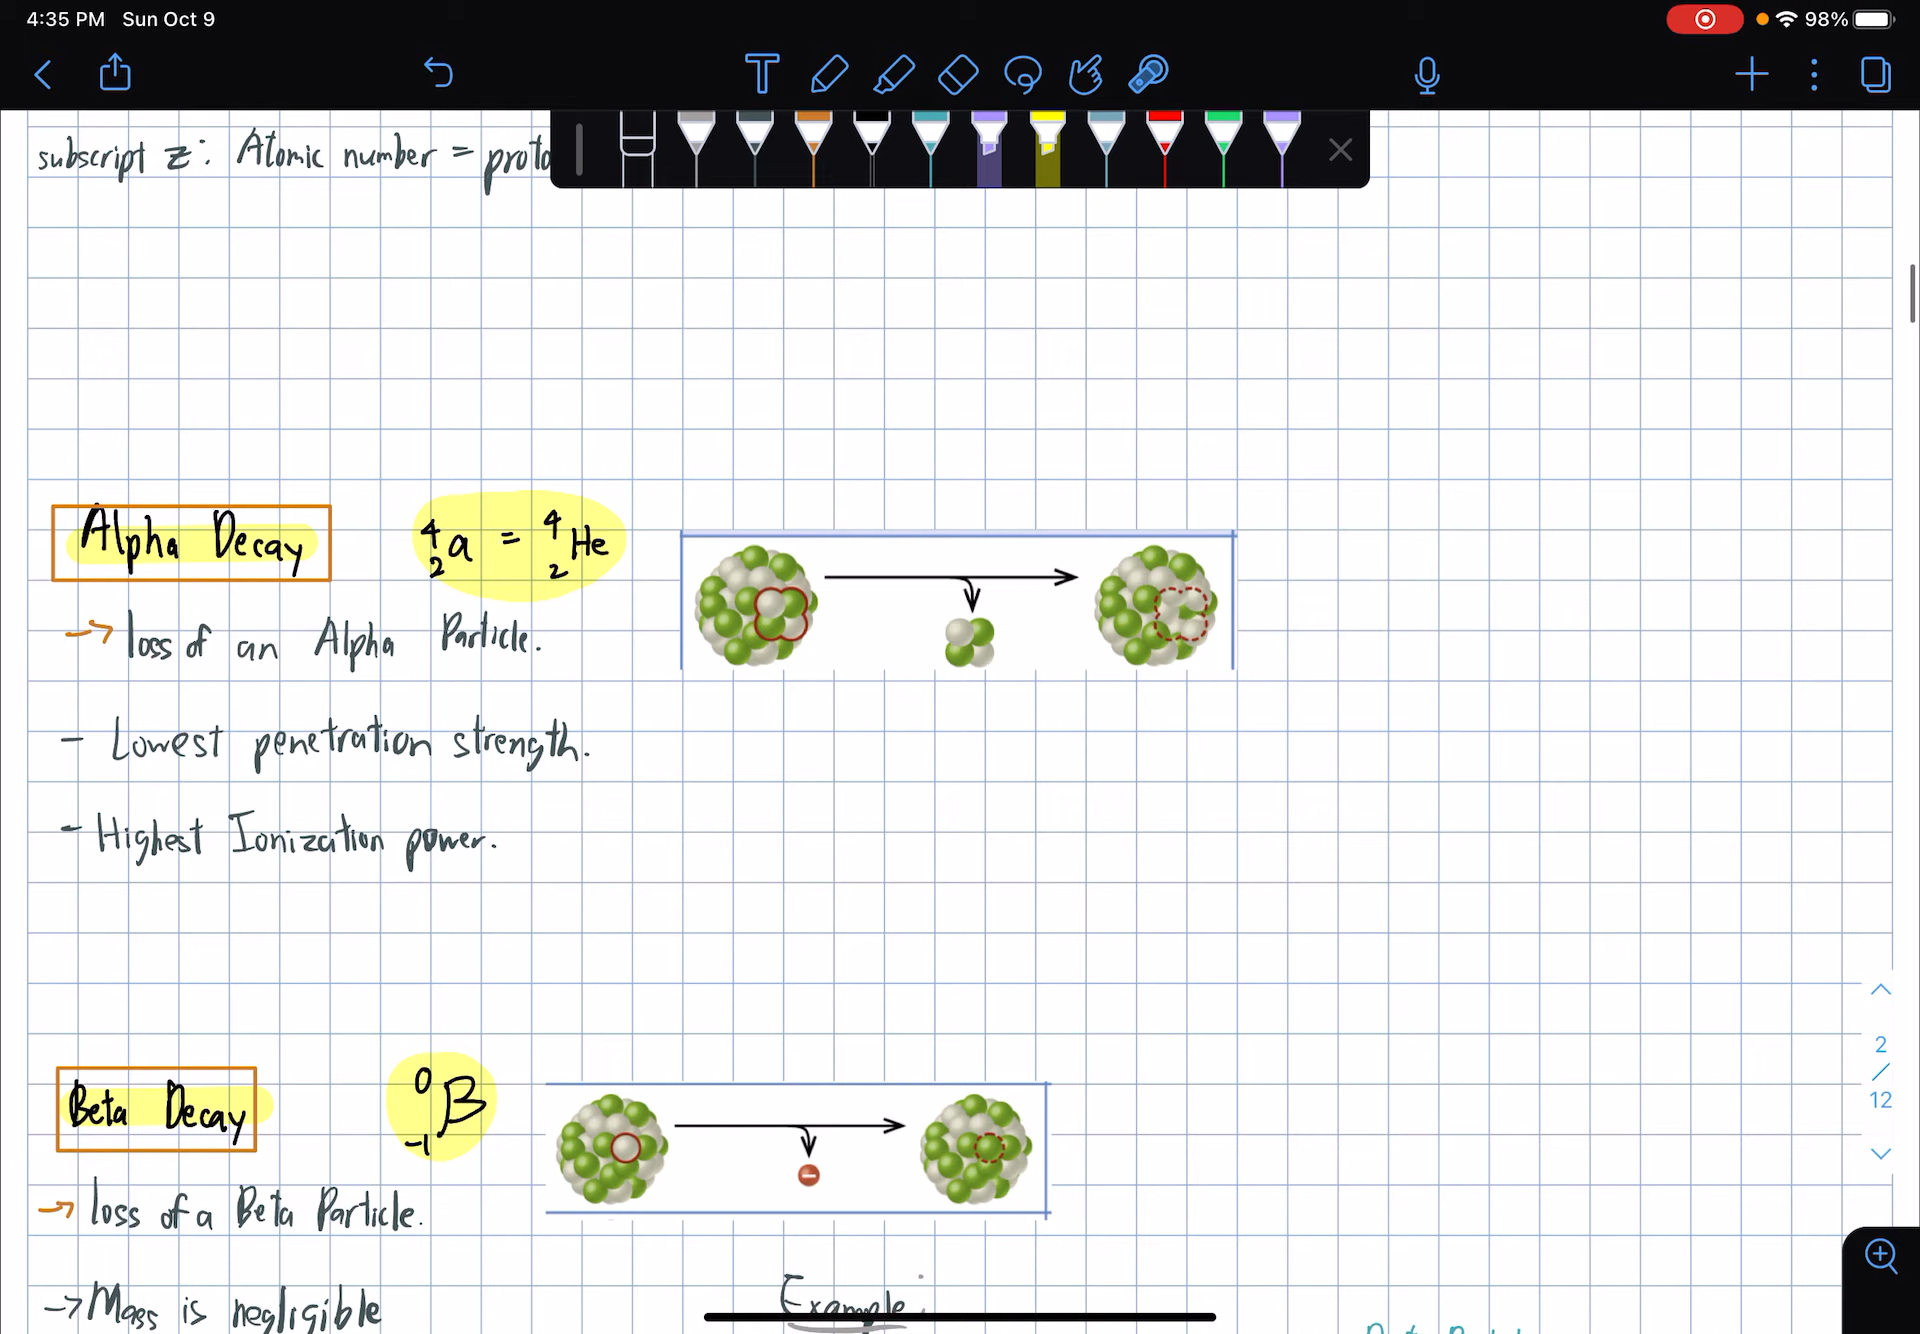 4:35 PM Sun Oct 9
98%
subscript Z: Atomic number = proto
Alpha Decay
4 2 a = 4 2 He
→ loss of an Alpha Particle.
- Lowest penetration strength.
- Highest Ionization power.
2
/
12
Beta Decay
0 -1 β
→ loss of a Beta Particle.
→ Mass is negligible
Example: